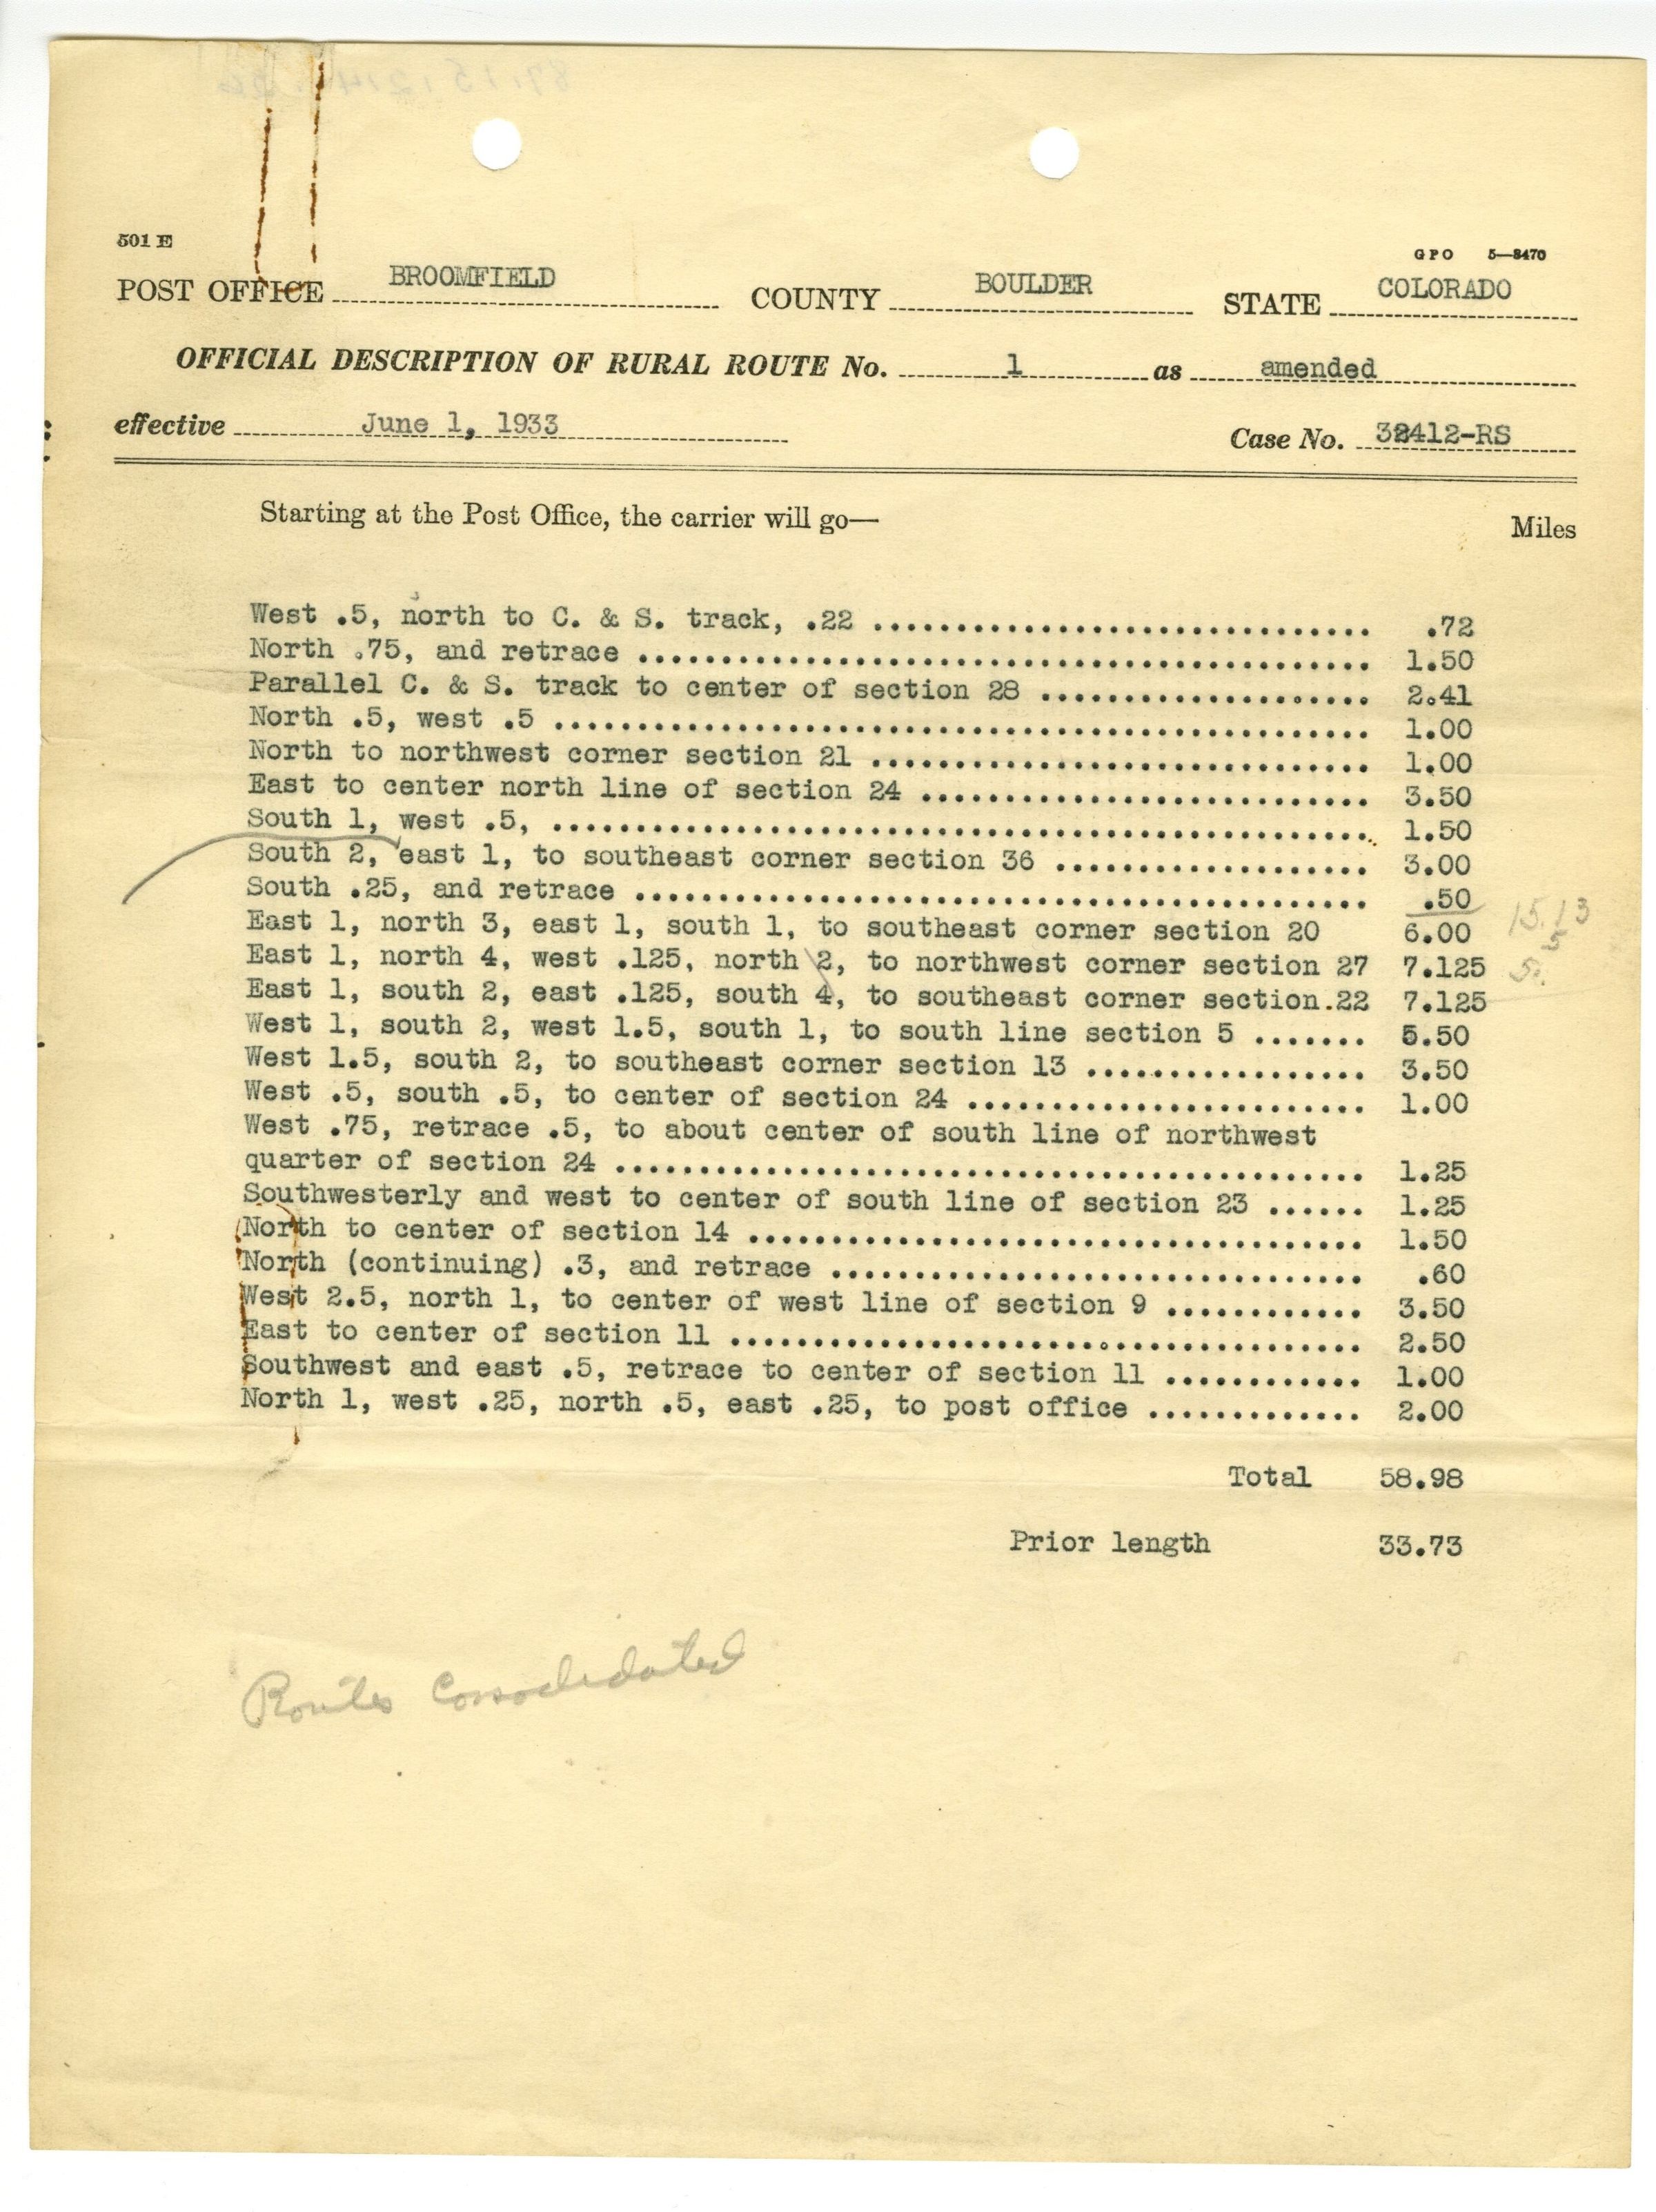 501 E
GPO 5—8470
POST OFFICE BROOMFIELD COUNTY BOULDER STATE COLORADO
OFFICIAL DESCRIPTION OF RURAL ROUTE No. 1 as amended
effective June 1, 1933 Case No. 32412-RS
Starting at the Post Office, the carrier will go—
Miles
West .5, north to C. & S. track, .22 .............................. .72
North .75, and retrace ............................................ 1.50
Parallel C. & S. track to center of section 28 .................... 2.41
North .5, west .5 ................................................. 1.00
North to northwest corner section 21 .............................. 1.00
East to center north line of section 24 ........................... 3.50
South 1, west .5, ................................................. 1.50
South 2, east 1, to southeast corner section 36 ................... 3.00
South .25, and retrace ............................................ .50
East 1, north 3, east 1, south 1, to southeast corner section 20 6.00
15.13
East 1, north 4, west .125, north 2, to northwest corner section 27 7.125
5
5.
East 1, south 2, east .125, south 4, to southeast corner section.22 7.125
West 1, south 2, west 1.5, south 1, to south line section 5 ....... 5.50
West 1.5, south 2, to southeast corner section 13 ................. 3.50
West .5, south .5, to center of section 24 ........................ 1.00
West .75, retrace .5, to about center of south line of northwest
quarter of section 24 ............................................. 1.25
Southwesterly and west to center of south line of section 23 ...... 1.25
North to center of section 14 ..................................... 1.50
North (continuing) .3, and retrace ................................ .60
West 2.5, north 1, to center of west line of section 9 ............ 3.50
East to center of section 11 ...................................... 2.50
Southwest and east .5, retrace to center of section 11 ............ 1.00
North 1, west .25, north .5, east .25, to post office ............. 2.00
Total 58.98
Prior length 33.73
Routes Consolidated